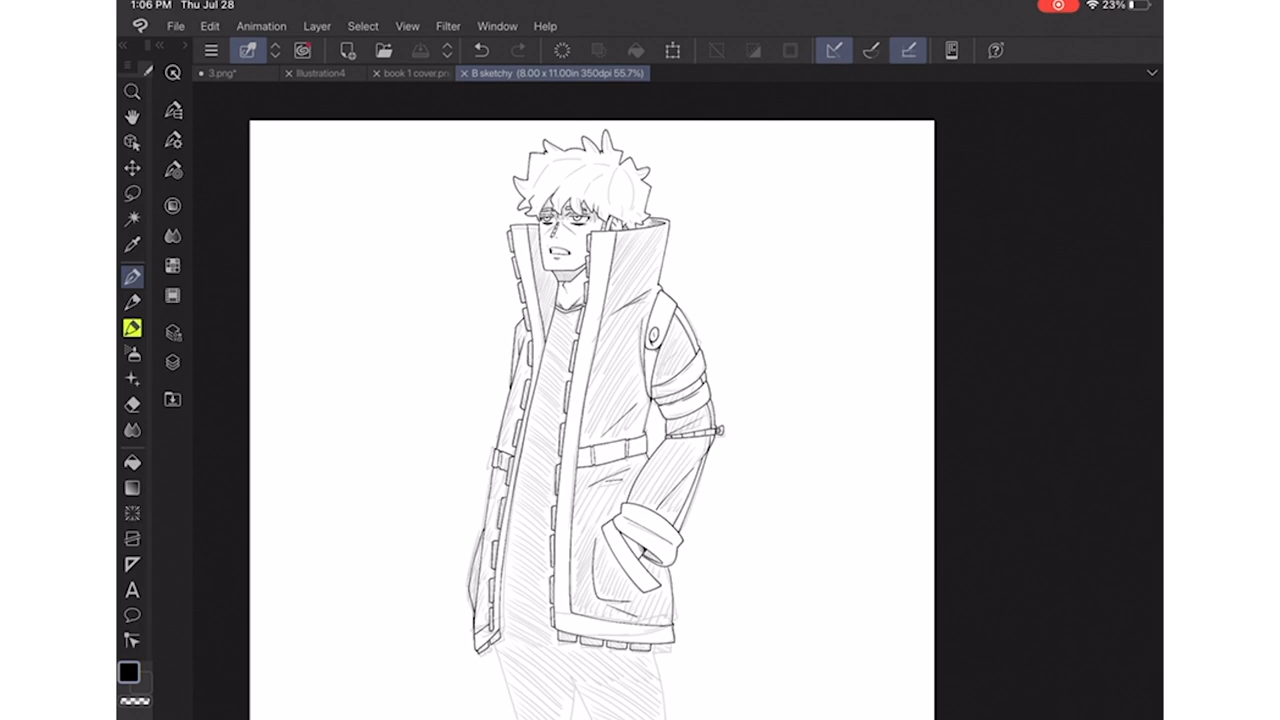 1:06 PM Thu Jul 28
23%
File Edit Animation Layer Select View Filter Window Help
3.png* Illustration4 book 1 cover.pn B sketchy (8.00 x 11.00in 350dpi 55.7%)
A